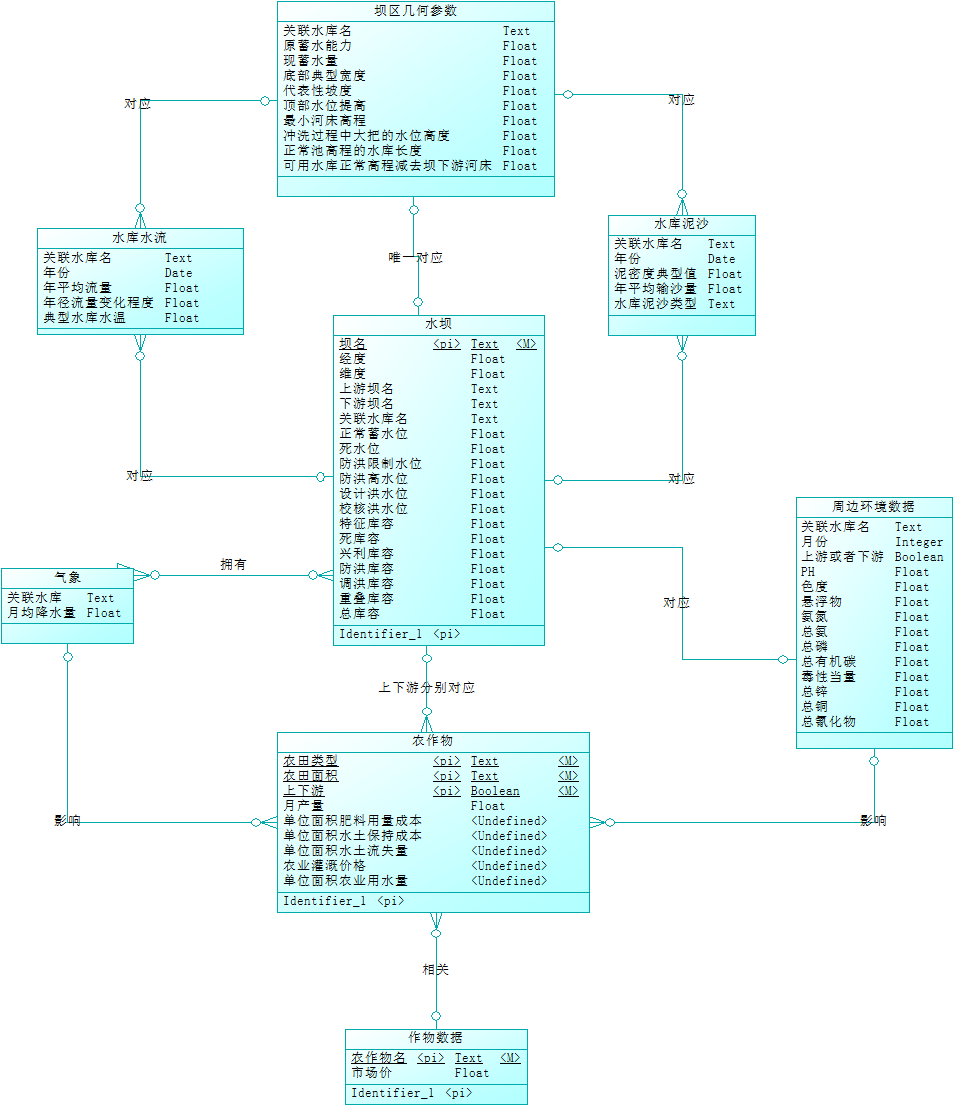 坝区几何参数
关联水库名 Text
原蓄水能力 Float
现蓄水量 Float
底部典型宽度 Float
代表性坡度 Float
顶部水位提高 Float
最小河床高程 Float
冲洗过程中大把的水位高度 Float
正常池高程的水库长度 Float
可用水库正常高程减去坝下游河床 Float
对应
对应
水库水流
关联水库名 Text
年份 Date
年平均流量 Float
年径流量变化程度 Float
典型水库水温 Float
唯一对应
水库泥沙
关联水库名 Text
年份 Date
泥密度典型值 Float
年平均输沙量 Float
水库泥沙类型 Text
水坝
坝名 <pi> Text <M>
经度 Float
维度 Float
上游坝名 Text
下游坝名 Text
关联水库名 Text
正常蓄水位 Float
死水位 Float
防洪限制水位 Float
防洪高水位 Float
设计洪水位 Float
校核洪水位 Float
特征库容 Float
死库容 Float
兴利库容 Float
防洪库容 Float
调洪库容 Float
重叠库容 Float
总库容 Float
Identifier_1 <pi>
对应
对应
周边环境数据
关联水库名 Text
月份 Integer
上游或者下游 Boolean
PH Float
色度 Float
悬浮物 Float
氨氮 Float
总氨 Float
总磷 Float
总有机碳 Float
毒性当量 Float
总锌 Float
总铜 Float
总氰化物 Float
对应
拥有
气象
关联水库 Text
月均降水量 Float
上下游分别对应
农作物
农田类型 <pi> Text <M>
农田面积 <pi> Text <M>
上下游 <pi> Boolean <M>
月产量 Float
单位面积肥料用量成本 <Undefined>
单位面积水土保持成本 <Undefined>
单位面积水土流失量 <Undefined>
农业灌溉价格 <Undefined>
单位面积农业用水量 <Undefined>
Identifier_1 <pi>
影响
影响
相关
作物数据
农作物名 <pi> Text <M>
市场价 Float
Identifier_1 <pi>